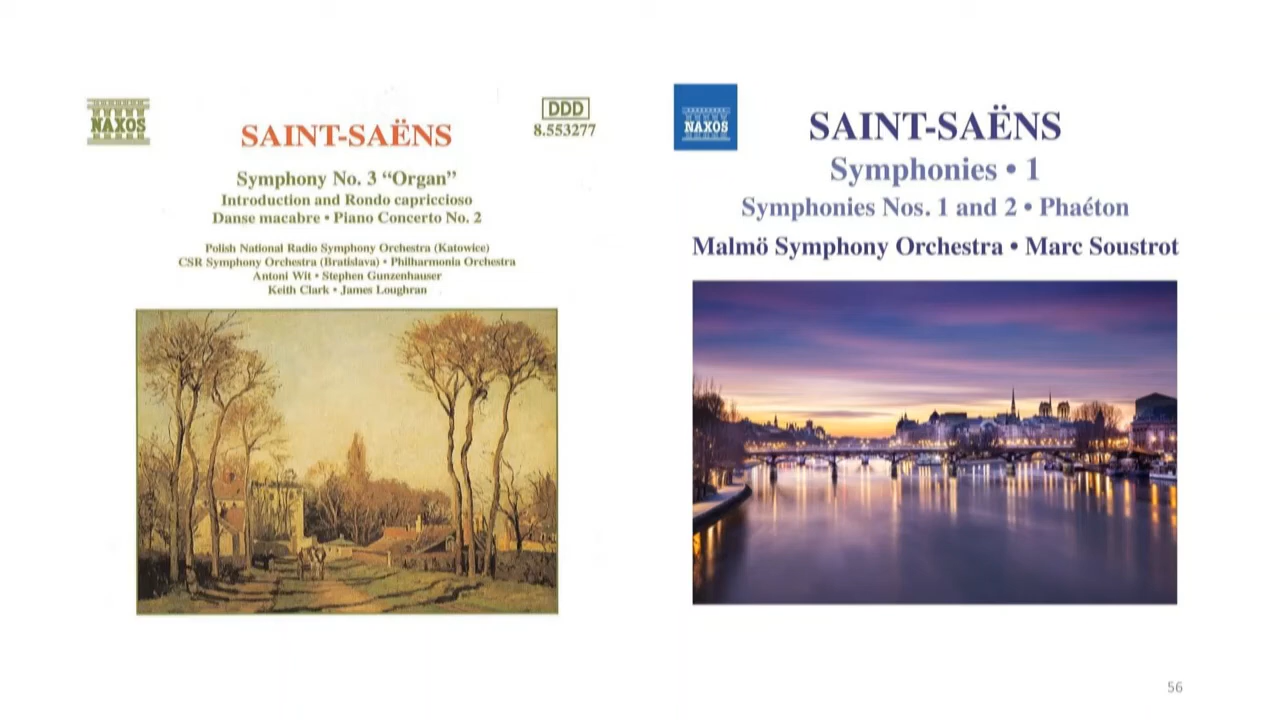 NAXOS
DDD
8.553277
SAINT-SAËNS
Symphony No. 3 “Organ”
Introduction and Rondo capriccioso
Danse macabre • Piano Concerto No. 2
Polish National Radio Symphony Orchestra (Katowice)
CSR Symphony Orchestra (Bratislava) • Philharmonia Orchestra
Antoni Wit • Stephen Gunzenhauser
Keith Clark • James Loughran
NAXOS
SAINT-SAËNS
Symphonies • 1
Symphonies Nos. 1 and 2 • Phaéton
Malmö Symphony Orchestra • Marc Soustrot
56